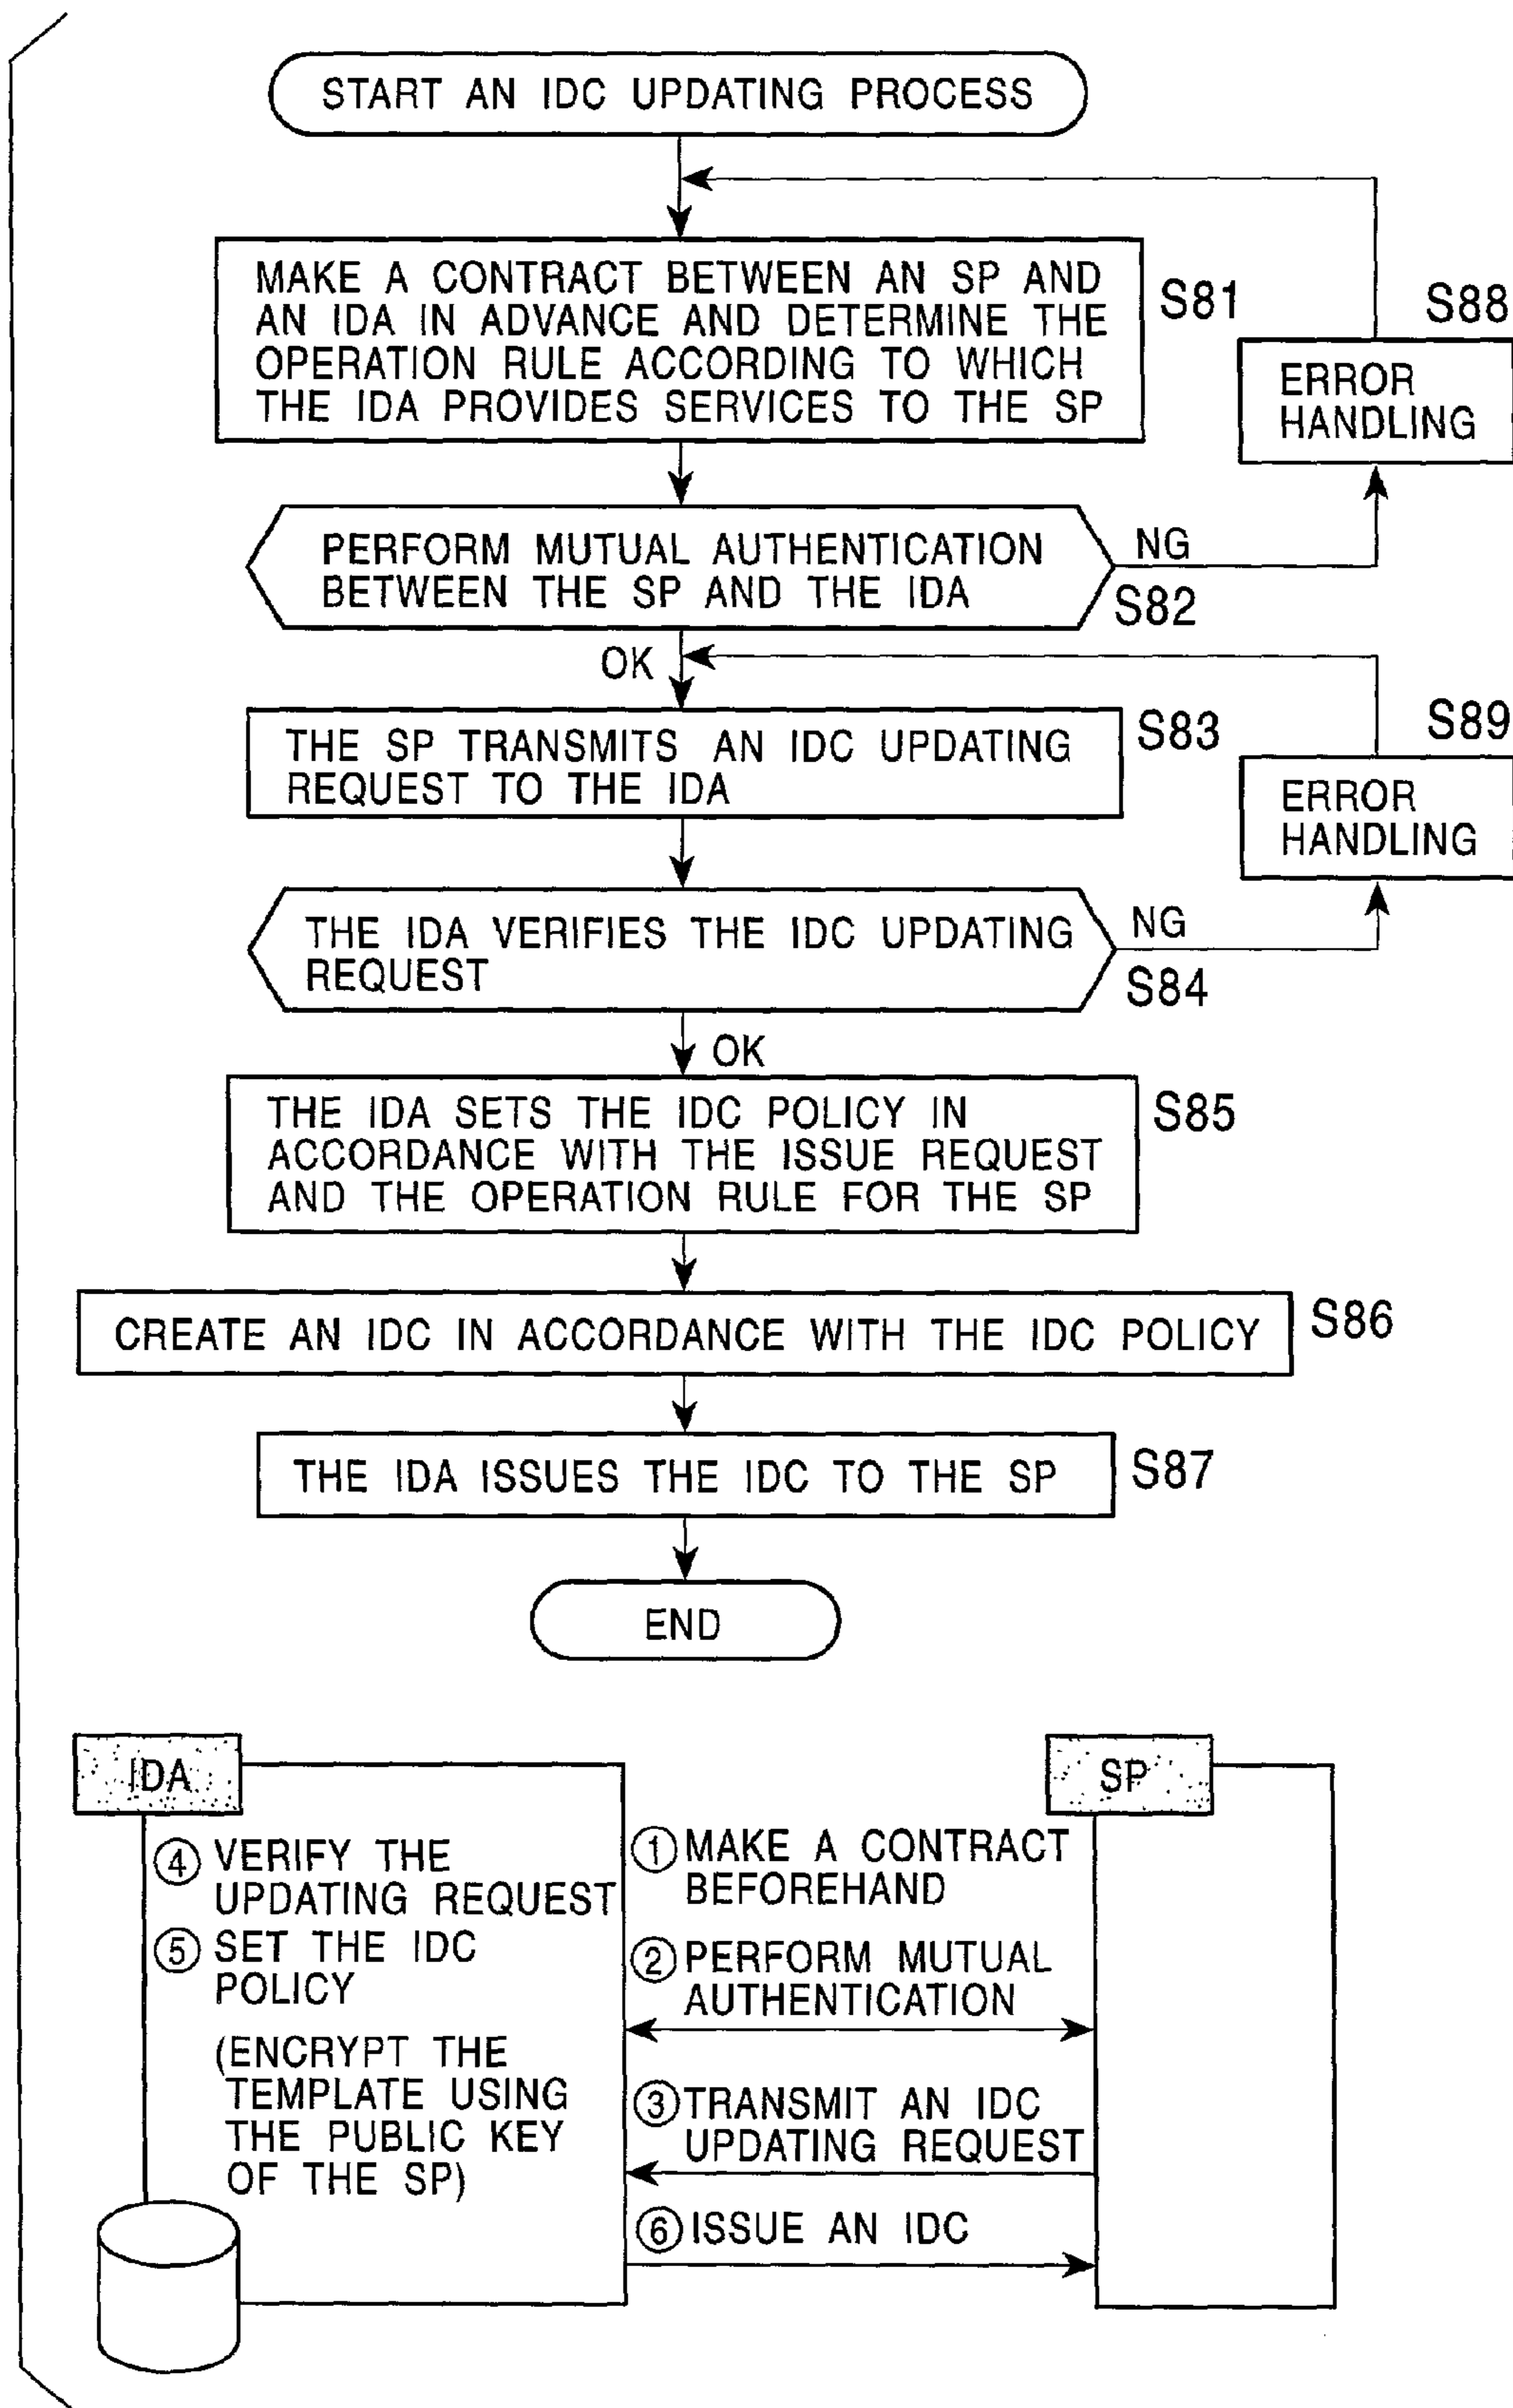 START AN IDC UPDATING PROCESS
MAKE A CONTRACT BETWEEN AN SP AND
AN IDA IN ADVANCE AND DETERMINE THE
OPERATION RULE ACCORDING TO WHICH
THE IDA PROVIDES SERVICES TO THE SP
S81
S88
ERROR
HANDLING
PERFORM MUTUAL AUTHENTICATION
BETWEEN THE SP AND THE IDA
NG
S82
OK
THE SP TRANSMITS AN IDC UPDATING
REQUEST TO THE IDA
S83
S89
ERROR
HANDLING
THE IDA VERIFIES THE IDC UPDATING
REQUEST
NG
S84
OK
THE IDA SETS THE IDC POLICY IN
ACCORDANCE WITH THE ISSUE REQUEST
AND THE OPERATION RULE FOR THE SP
S85
CREATE AN IDC IN ACCORDANCE WITH THE IDC POLICY
S86
THE IDA ISSUES THE IDC TO THE SP
S87
END
IDA
④ VERIFY THE
UPDATING REQUEST
⑤ SET THE IDC
POLICY
(ENCRYPT THE
TEMPLATE USING
THE PUBLIC KEY
OF THE SP)
① MAKE A CONTRACT
BEFOREHAND
② PERFORM MUTUAL
AUTHENTICATION
③ TRANSMIT AN IDC
UPDATING REQUEST
⑥ ISSUE AN IDC
SP